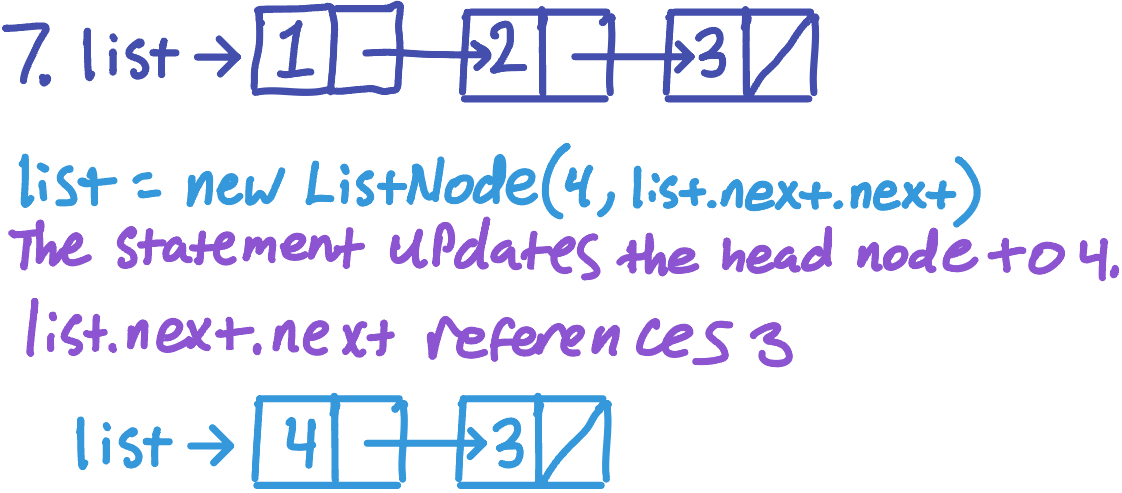 7. list → 1 → 2 → 3
list = new ListNode(4, list.next.next)
The statement updates the head node to 4.
list.next.next references 3
list → 4 → 3